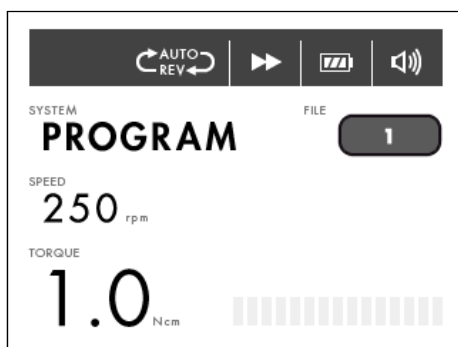 AUTO
REV
SYSTEM
FILE
PROGRAM
1
SPEED
250 rpm
TORQUE
1.0 Ncm